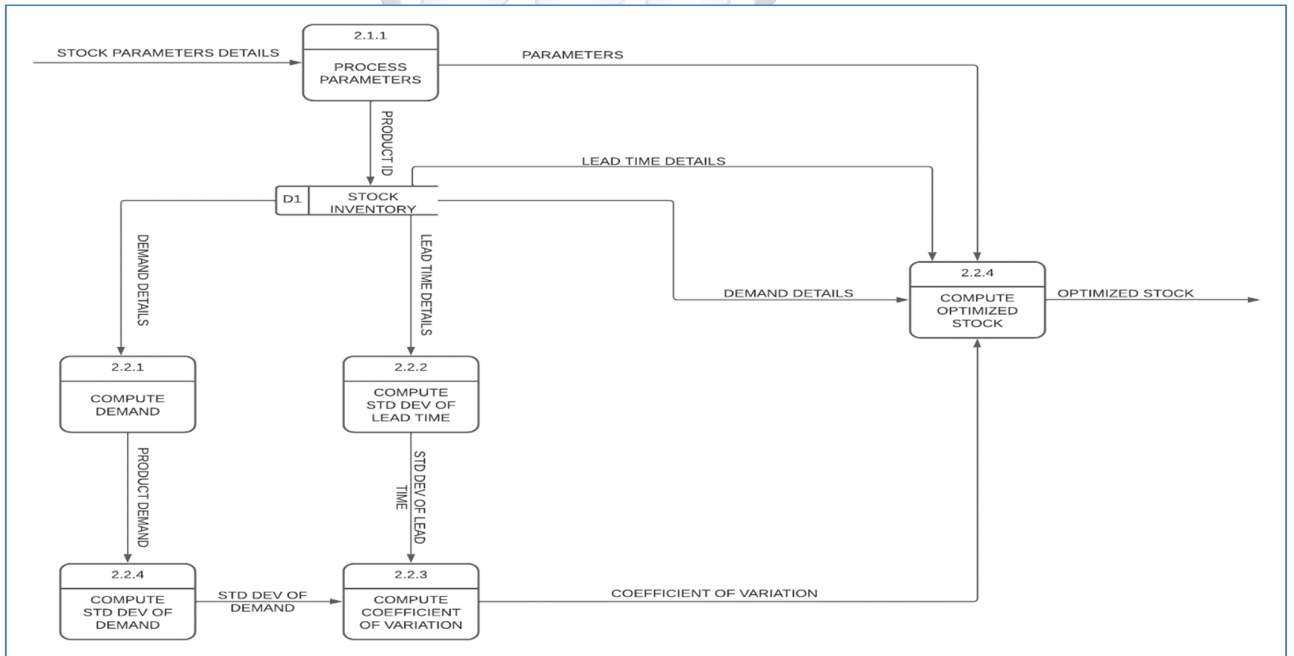 2.1.1
STOCK PARAMETERS DETAILS
PROCESS
PARAMETERS
PARAMETERS
PRODUCT ID
LEAD TIME DETAILS
D1
STOCK
INVENTORY
DEMAND DETAILS
LEAD TIME DETAILS
DEMAND DETAILS
2.2.4
COMPUTE
OPTIMIZED
STOCK
OPTIMIZED STOCK
2.2.1
COMPUTE
DEMAND
2.2.2
COMPUTE
STD DEV OF
LEAD TIME
PRODUCT DEMAND
STD DEV OF LEAD
TIME
2.2.4
COMPUTE
STD DEV OF
DEMAND
STD DEV OF
DEMAND
2.2.3
COMPUTE
COEFFICIENT
OF VARIATION
COEFFICIENT OF VARIATION